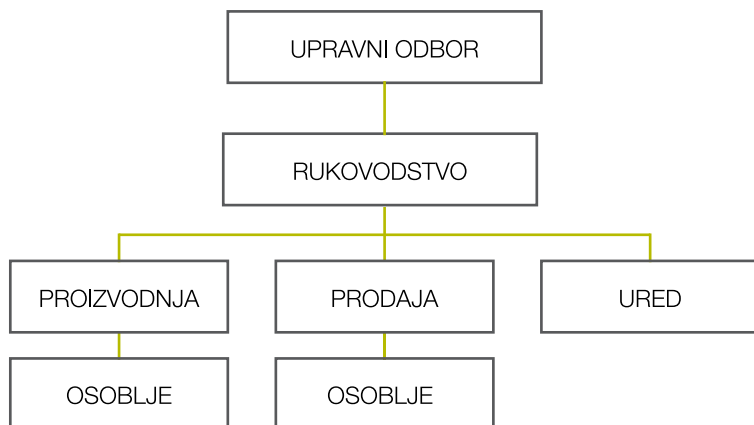 UPRAVNI ODBOR
RUKOVODSTVO
PROIZVODNJA
PRODAJA
URED
OSOBLJE
OSOBLJE